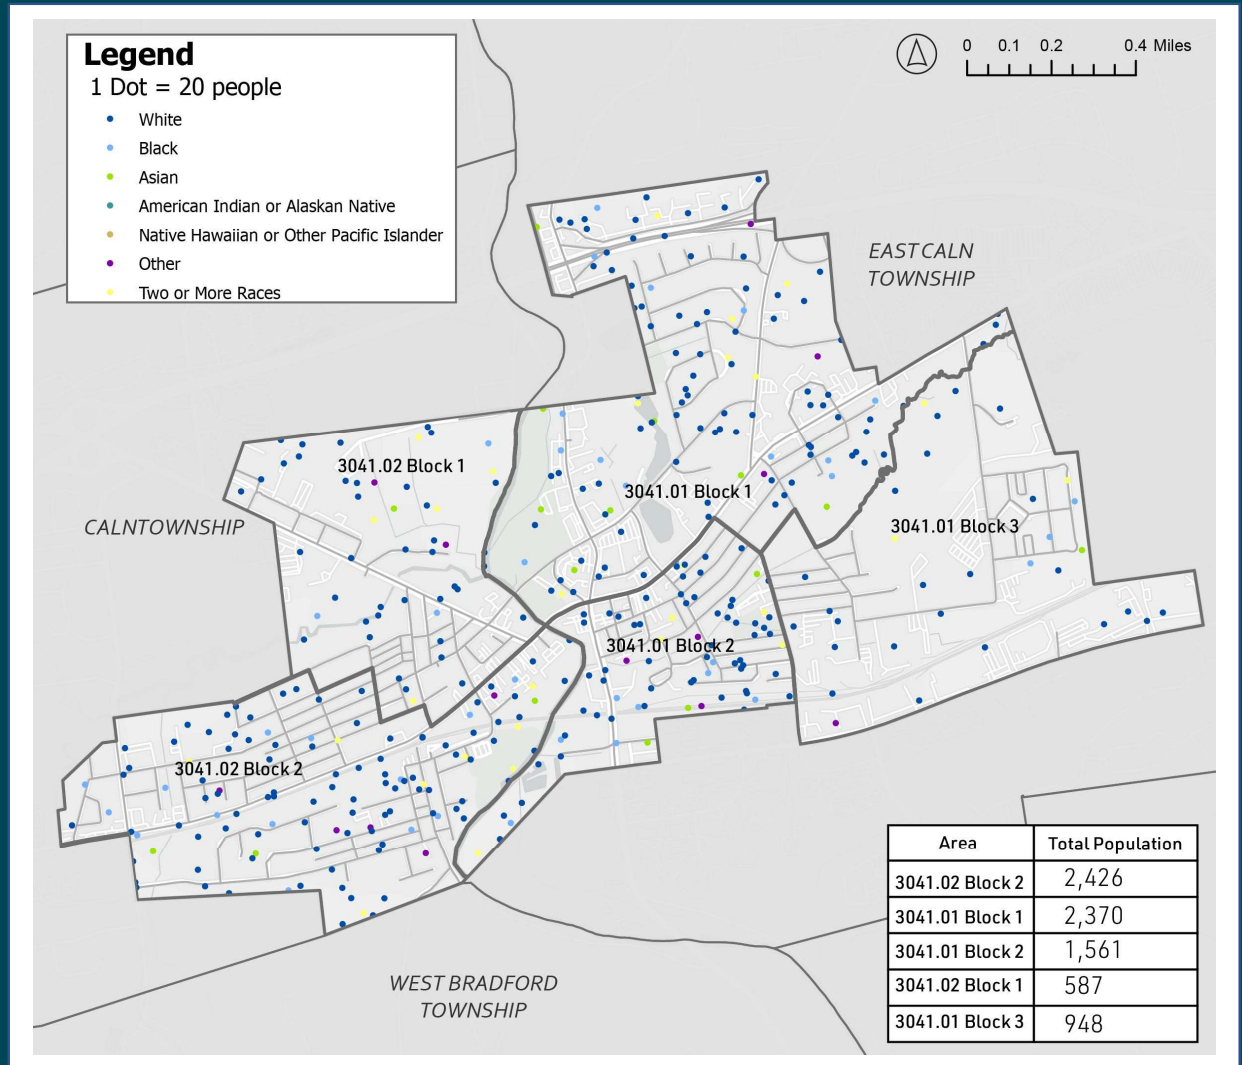 Legend
1 Dot = 20 people
White
Black
Asian
American Indian or Alaskan Native
Native Hawaiian or Other Pacific Islander
Other
Two or More Races
0 0.1 0.2 0.4 Miles
EAST CALN
TOWNSHIP
3041.02 Block 1
3041.01 Block 1
CALNTOWNSHIP
3041.01 Block 3
3041.01 Block 2
3041.02 Block 2
WEST BRADFORD
TOWNSHIP
Area Total Population
3041.02 Block 2 2,426
3041.01 Block 1 2,370
3041.01 Block 2 1,561
3041.02 Block 1 587
3041.01 Block 3 948